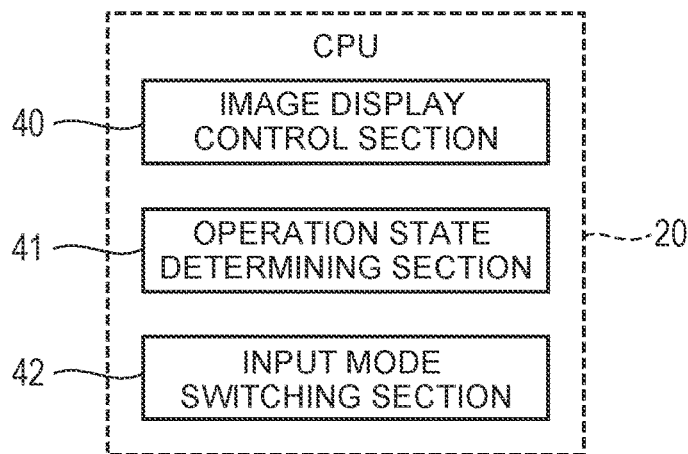 CPU
40
IMAGE DISPLAY
CONTROL SECTION
41
OPERATION STATE
DETERMINING SECTION
20
42
INPUT MODE
SWITCHING SECTION